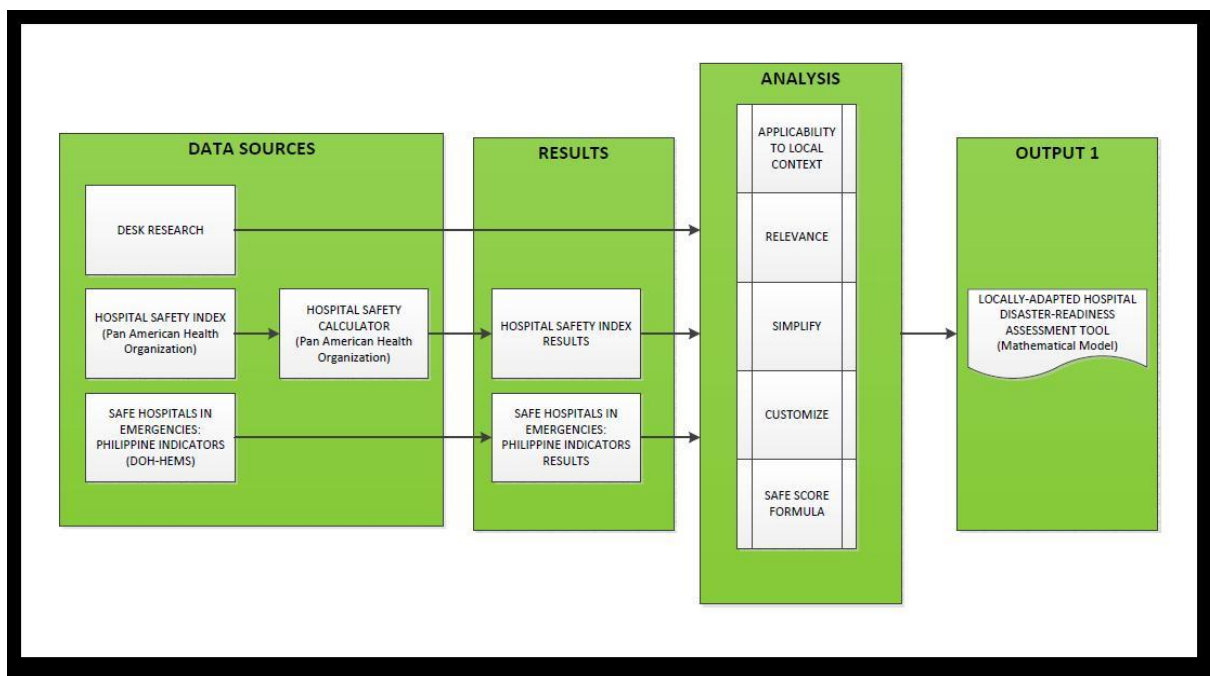 DATA SOURCES
DESK RESEARCH
HOSPITAL SAFETY INDEX
(Pan American Health
Organization)
HOSPITAL SAFETY
CALCULATOR
(Pan American Health
Organization)
SAFE HOSPITALS IN
EMERGENCIES:
PHILIPPINE INDICATORS
(DOH-HEMS)
RESULTS
HOSPITAL SAFETY INDEX
RESULTS
SAFE HOSPITALS IN
EMERGENCIES:
PHILIPPINE INDICATORS
RESULTS
ANALYSIS
APPLICABILITY
TO LOCAL
CONTEXT
RELEVANCE
SIMPLIFY
CUSTOMIZE
SAFE SCORE
FORMULA
OUTPUT 1
LOCALLY-ADAPTED HOSPITAL
DISASTER-READINESS
ASSESSMENT TOOL
(Mathematical Model)